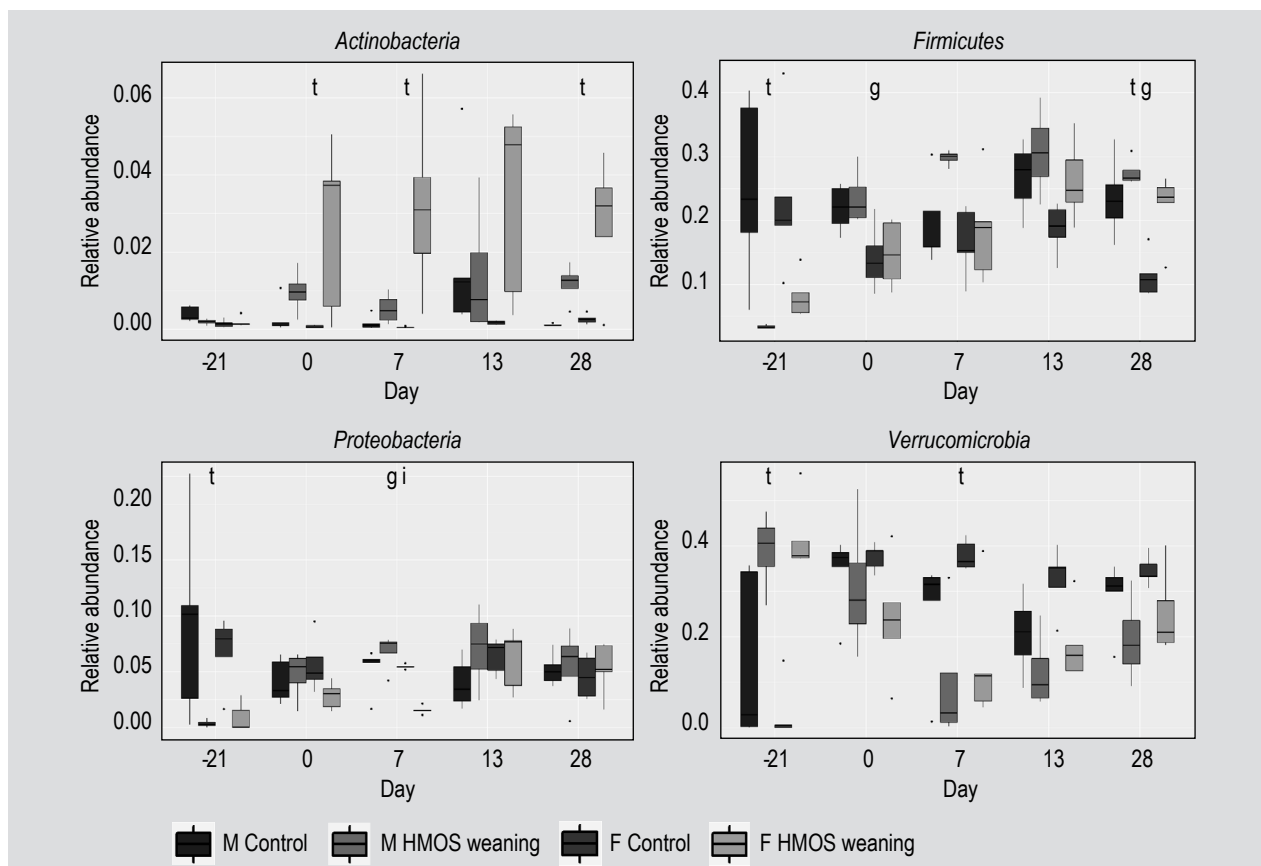 Actinobacteria
t t t
0.06
0.04
0.02
0.00
Relative abundance
-21 0 7 13 28
Day
Firmicutes
t g t g
0.4
0.3
0.2
0.1
Relative abundance
-21 0 7 13 28
Day
Proteobacteria
t g i
0.20
0.15
0.10
0.05
0.00
Relative abundance
-21 0 7 13 28
Day
Verrucomicrobia
t t
0.4
0.4
0.2
0.0
Relative abundance
-21 0 7 13 28
Day
M Control M HMOS weaning F Control F HMOS weaning